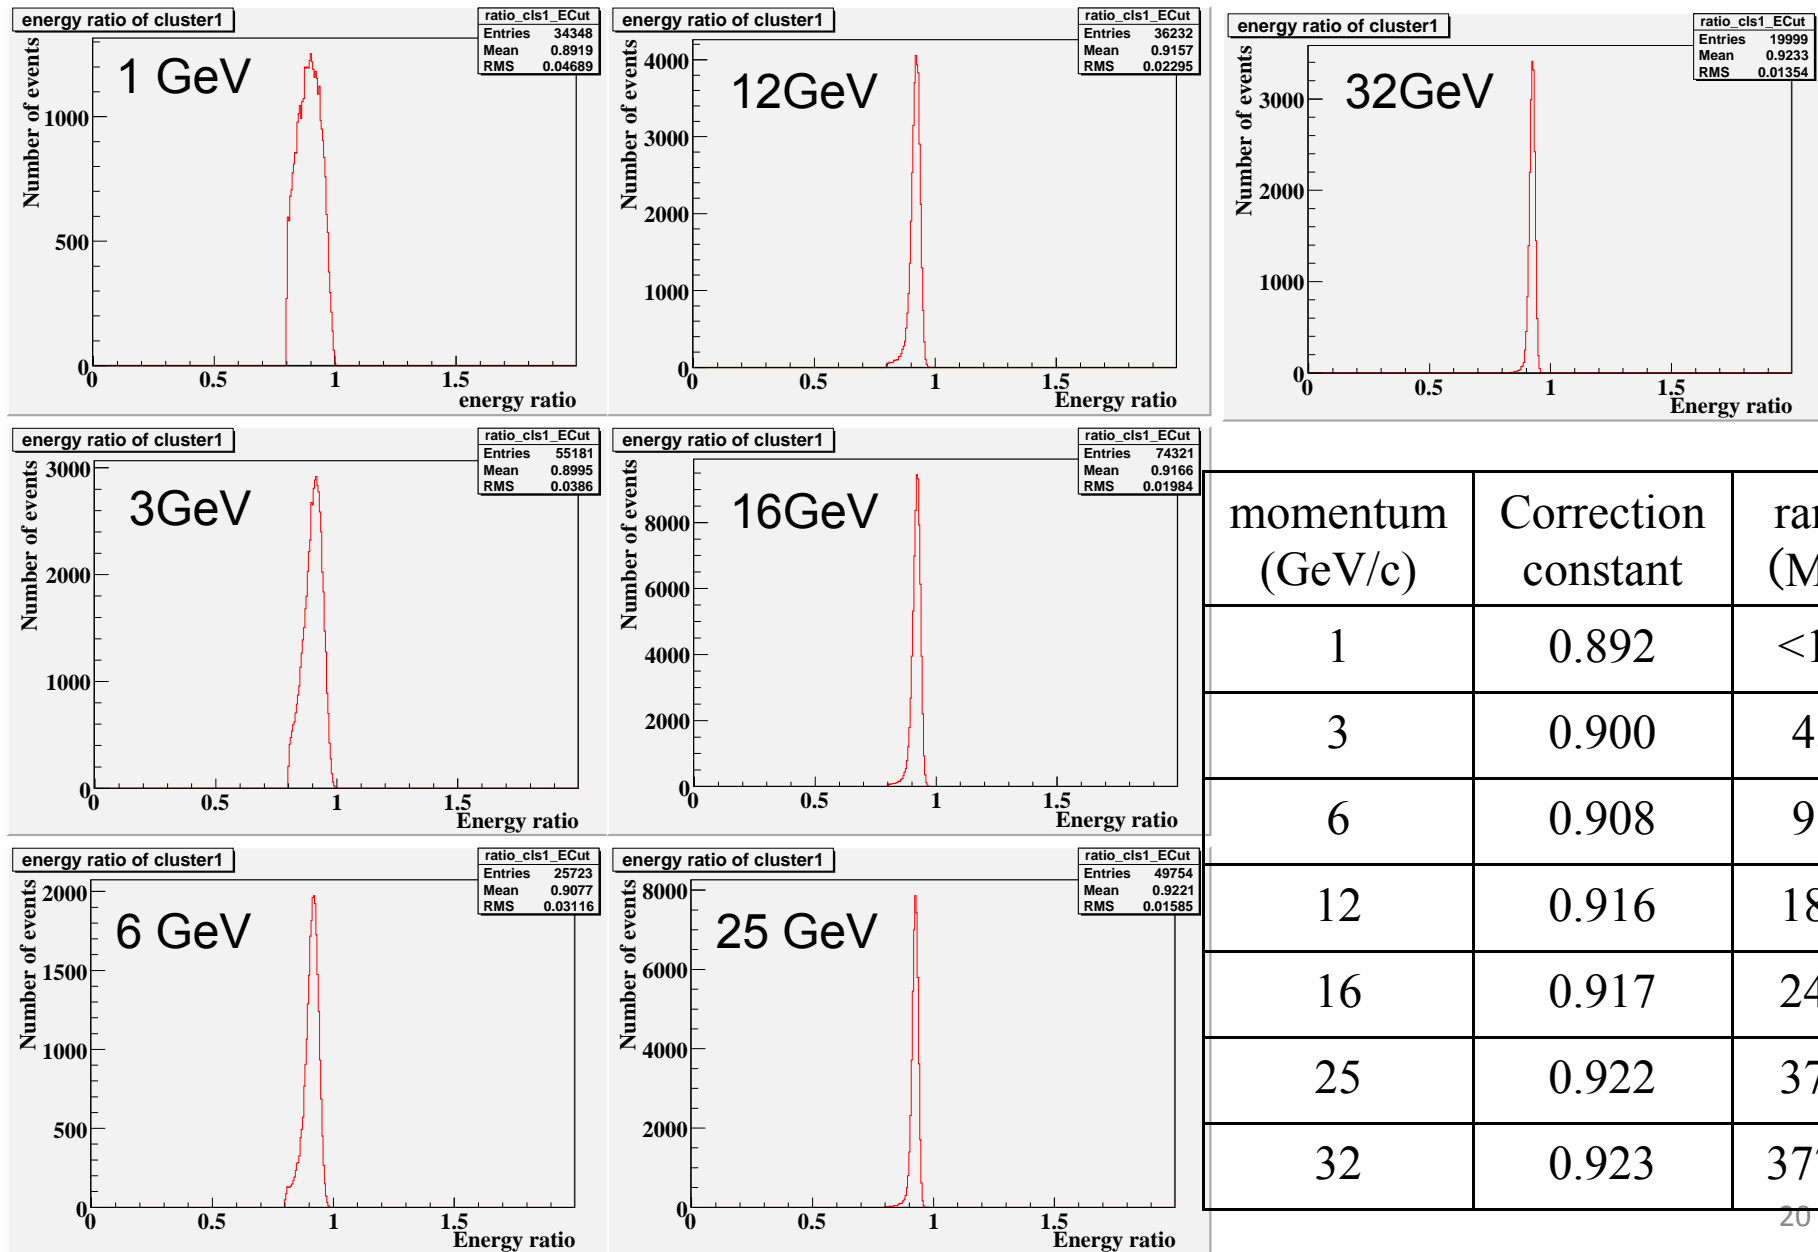 energy ratio of cluster1
ratio_cls1_ECut
Entries 34348
Mean 0.8919
RMS 0.04689
1 GeV
Number of events
1000
500
0
0 0.5 1 1.5
energy ratio
energy ratio of cluster1
ratio_cls1_ECut
Entries 36232
Mean 0.9157
RMS 0.02295
12GeV
Number of events
4000
3000
2000
1000
0
0 0.5 1 1.5
Energy ratio
energy ratio of cluster1
ratio_cls1_ECut
Entries 19999
Mean 0.9233
RMS 0.01354
32GeV
Number of events
3000
2000
1000
0
0 0.5 1 1.5
Energy ratio
energy ratio of cluster1
ratio_cls1_ECut
Entries 55181
Mean 0.8995
RMS 0.0386
3GeV
Number of events
3000
2000
1000
0
0 0.5 1 1.5
Energy ratio
energy ratio of cluster1
ratio_cls1_ECut
Entries 74321
Mean 0.9166
RMS 0.01984
16GeV
Number of events
8000
6000
4000
2000
0
0 0.5 1 1.5
Energy ratio
energy ratio of cluster1
ratio_cls1_ECut
Entries 25723
Mean 0.9077
RMS 0.03116
6 GeV
Number of events
2000
1500
1000
500
0
0 0.5 1 1.5
Energy ratio
energy ratio of cluster1
ratio_cls1_ECut
Entries 49754
Mean 0.9221
RMS 0.01585
25 GeV
Number of events
8000
6000
4000
2000
0
0 0.5 1 1.5
Energy ratio
momentum Correction
(GeV/c) constant
1 0.892
3 0.900 4
6 0.908 9
12 0.916 18
16 0.917 24
25 0.922 37
32 0.923 37
20